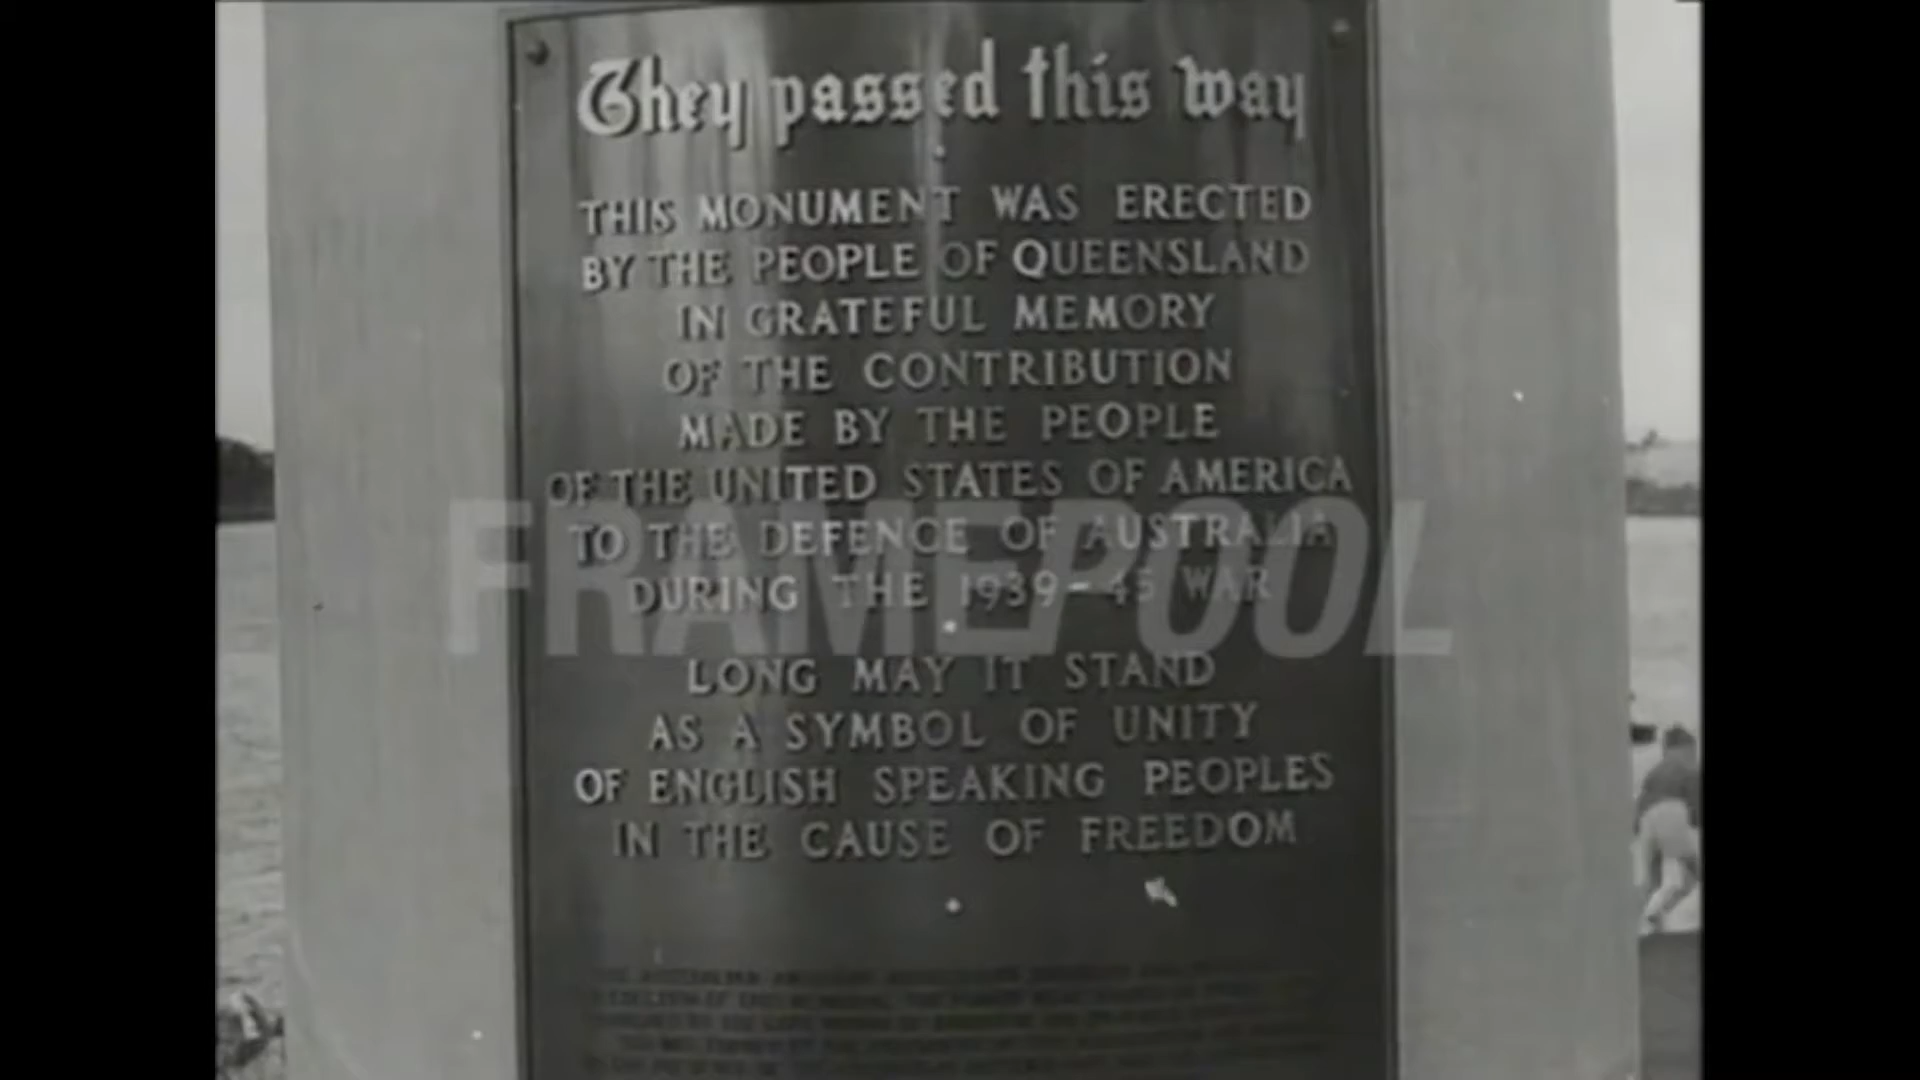 They passed this way
THIS MONUMENT WAS ERECTED
BY THE PEOPLE OF QUEENSLAND
IN GRATEFUL MEMORY
OF THE CONTRIBUTION
MADE BY THE PEOPLE
OF THE UNITED STATES OF AMERICA
TO THE DEFENCE OF AUSTRALIA
DURING THE 1939-45 WAR
FRAMEPOOL
LONG MAY IT STAND
AS A SYMBOL OF UNITY
OF ENGLISH SPEAKING PEOPLES
IN THE CAUSE OF FREEDOM